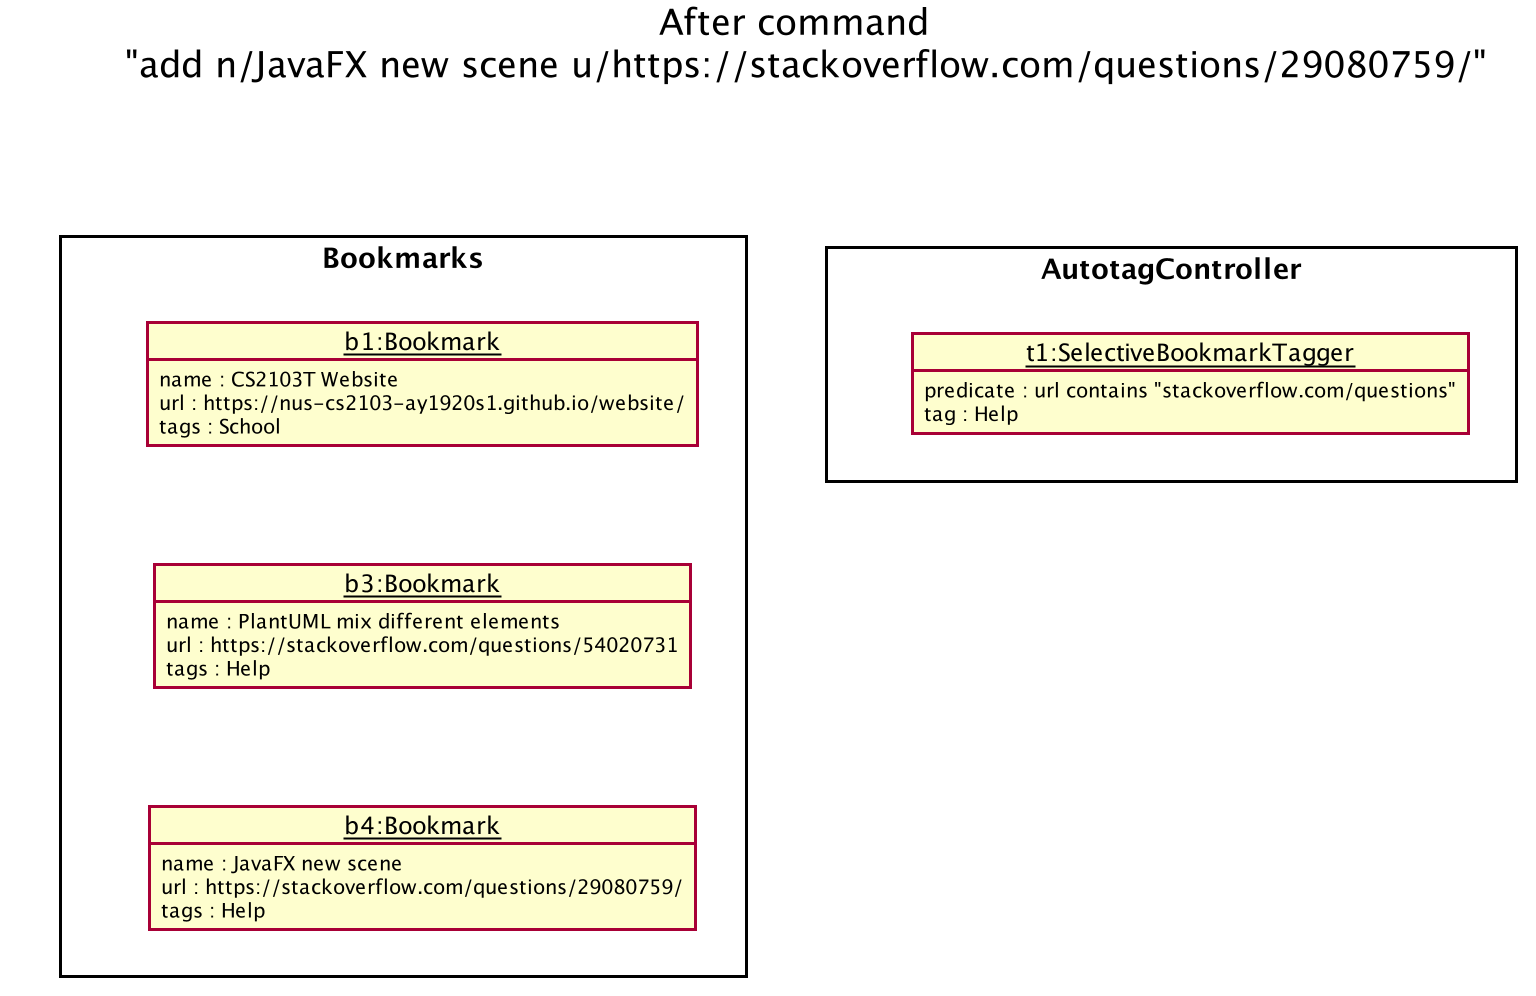 After command
"add n/JavaFX new scene u/https://stackoverflow.com/questions/29080759/"
Bookmarks
b1:Bookmark
name : CS2103T Website
url : https://nus-cs2103-ay1920s1.github.io/website/
tags : School
b3:Bookmark
name : PlantUML mix different elements
url : https://stackoverflow.com/questions/54020731
tags : Help
b4:Bookmark
name : JavaFX new scene
url : https://stackoverflow.com/questions/29080759/
tags : Help
AutotagController
t1:SelectiveBookmarkTagger
predicate : url contains "stackoverflow.com/questions"
tag : Help